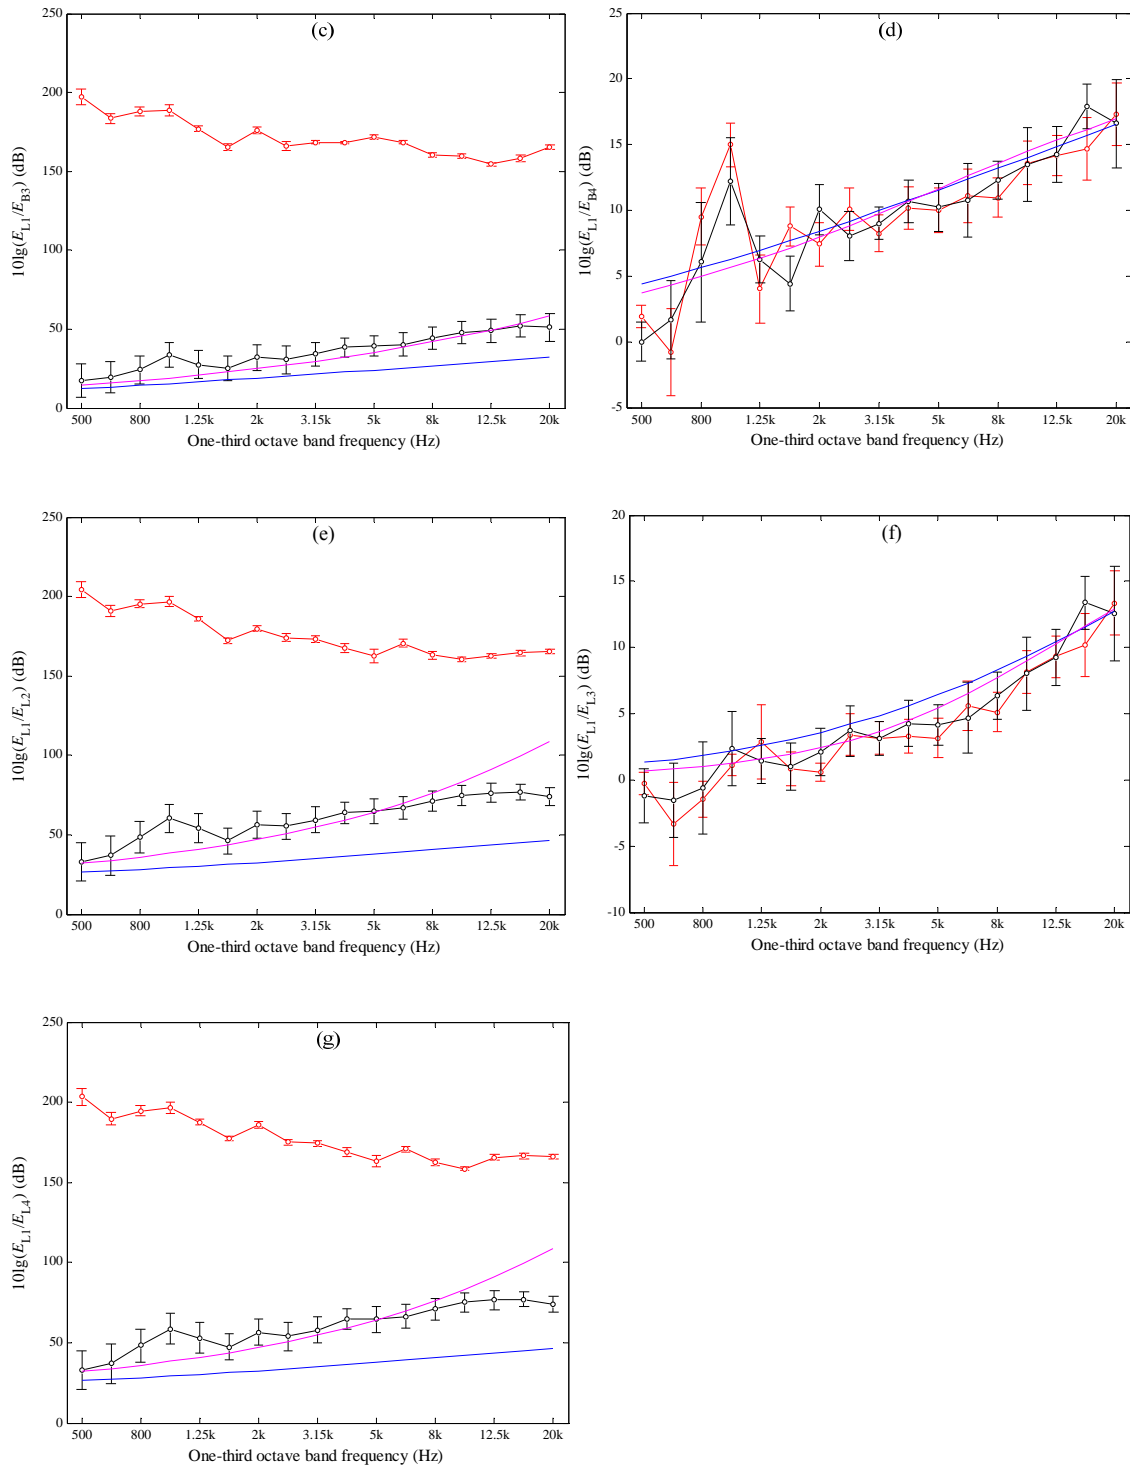 (c)
10lg(E_L1/E_B3) (dB)
250
200
150
100
50
0
500 800 1.25k 2k 3.15k 5k 8k 12.5k 20k
One-third octave band frequency (Hz)
(d)
10lg(E_L1/E_B4) (dB)
25
20
15
10
5
0
-5
500 800 1.25k 2k 3.15k 5k 8k 12.5k 20k
One-third octave band frequency (Hz)
(e)
10lg(E_L1/E_L2) (dB)
250
200
150
100
50
0
500 800 1.25k 2k 3.15k 5k 8k 12.5k 20k
One-third octave band frequency (Hz)
(f)
10lg(E_L1/E_L3) (dB)
20
15
10
5
0
-5
-10
500 800 1.25k 2k 3.15k 5k 8k 12.5k 20k
One-third octave band frequency (Hz)
(g)
10lg(E_L1/E_L4) (dB)
250
200
150
100
50
0
500 800 1.25k 2k 3.15k 5k 8k 12.5k 20k
One-third octave band frequency (Hz)